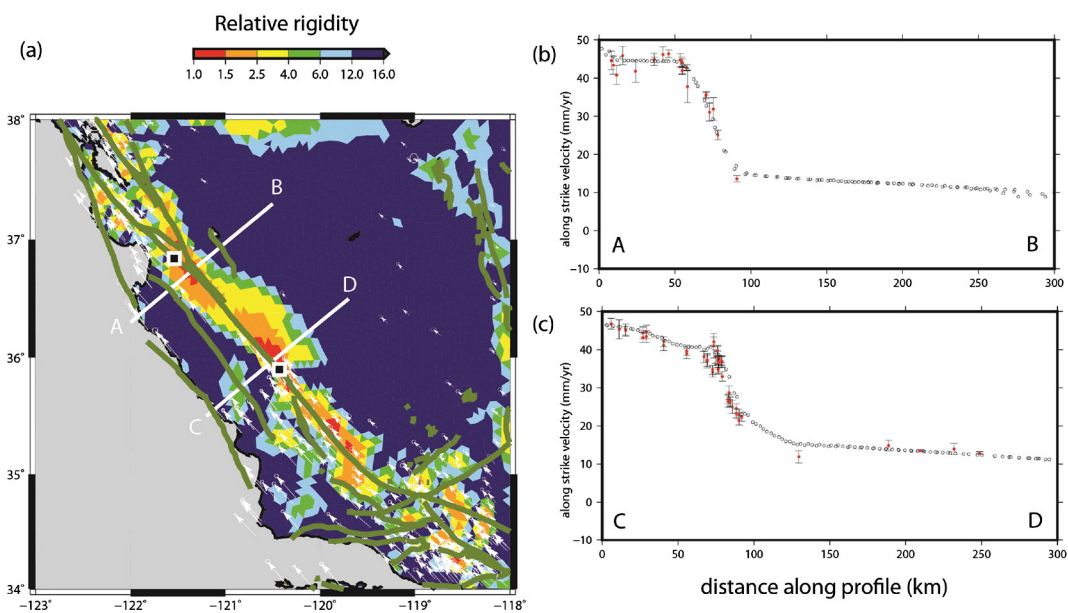 Relative rigidity
(a)
1.0 1.5 2.5 4.0 6.0 12.0 16.0
38˚
37˚
36˚
35˚
34˚
−123˚ −122˚ −121˚ −120˚ −119˚ −118˚
B
D
A
C
(b)
along strike velocity (mm/yr)
50
40
30
20
10
0
−10
A
B
0 50 100 150 200 250 300
(c)
along strike velocity (mm/yr)
50
40
30
20
10
0
−10
C
D
0 50 100 150 200 250 300
distance along profile (km)